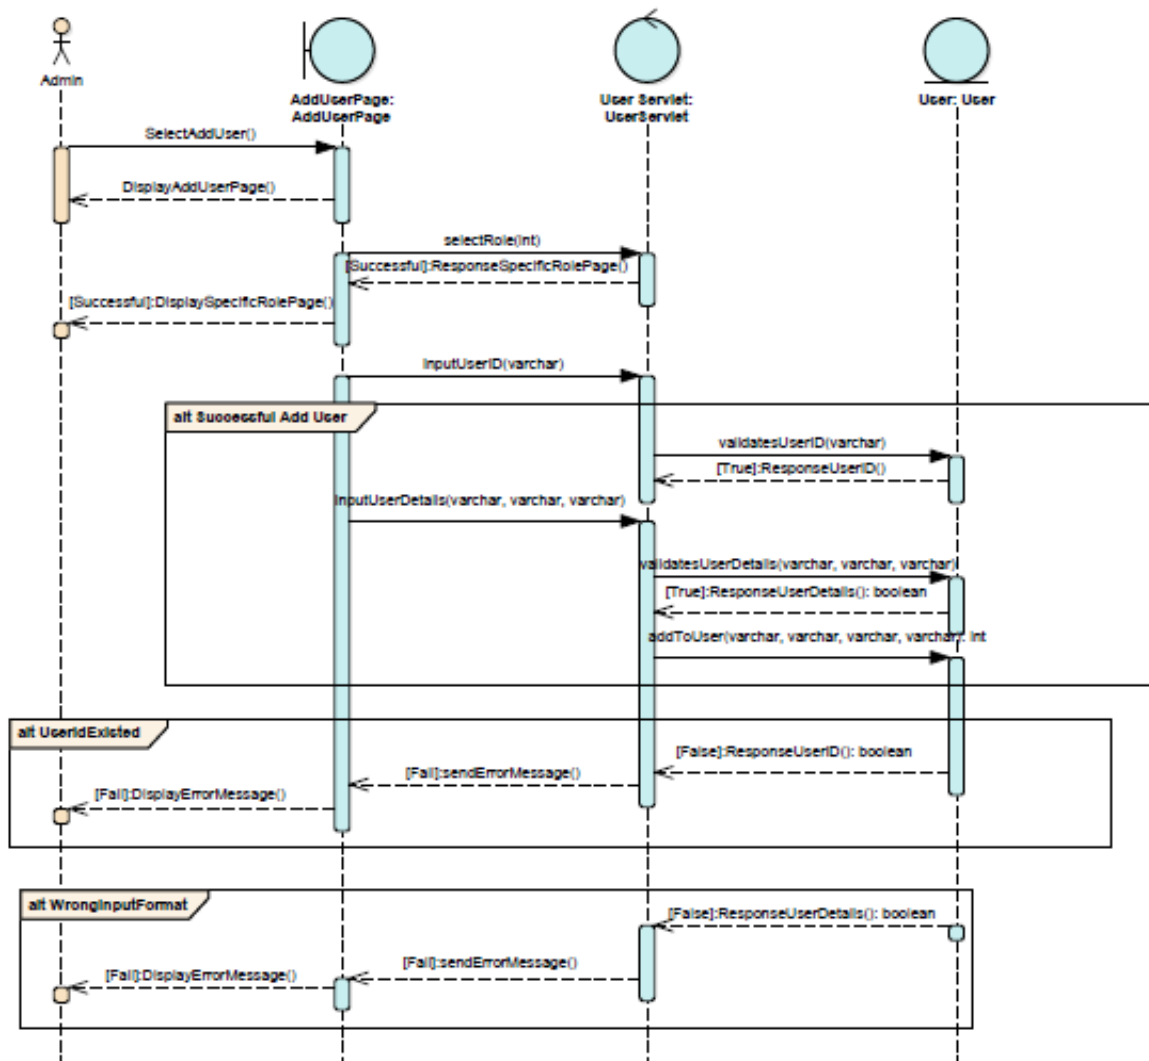 Admin
AddUserPage:
AddUserPage
User Servlet:
UserServlet
User: User
SelectAddUser()
DisplayAddUserPage()
selectRole(int)
[Successful]:ResponseSpecificRolePage()
[Successful]:DisplaySpecificRolePage()
InputUserID(varchar)
alt Successful Add User
validatesUserID(varchar)
[True]:ResponseUserID()
InputUserDetails(varchar, varchar, varchar)
validatesUserDetails(varchar, varchar, varchar)
[True]:ResponseUserDetails(): boolean
addToUser(varchar, varchar, varchar, varchar): int
alt UserIdExisted
[False]:ResponseUserID(): boolean
[Fail]:sendErrorMessage()
[Fail]:DisplayErrorMessage()
alt WrongInputFormat
[False]:ResponseUserDetails(): boolean
[Fail]:sendErrorMessage()
[Fail]:DisplayErrorMessage()